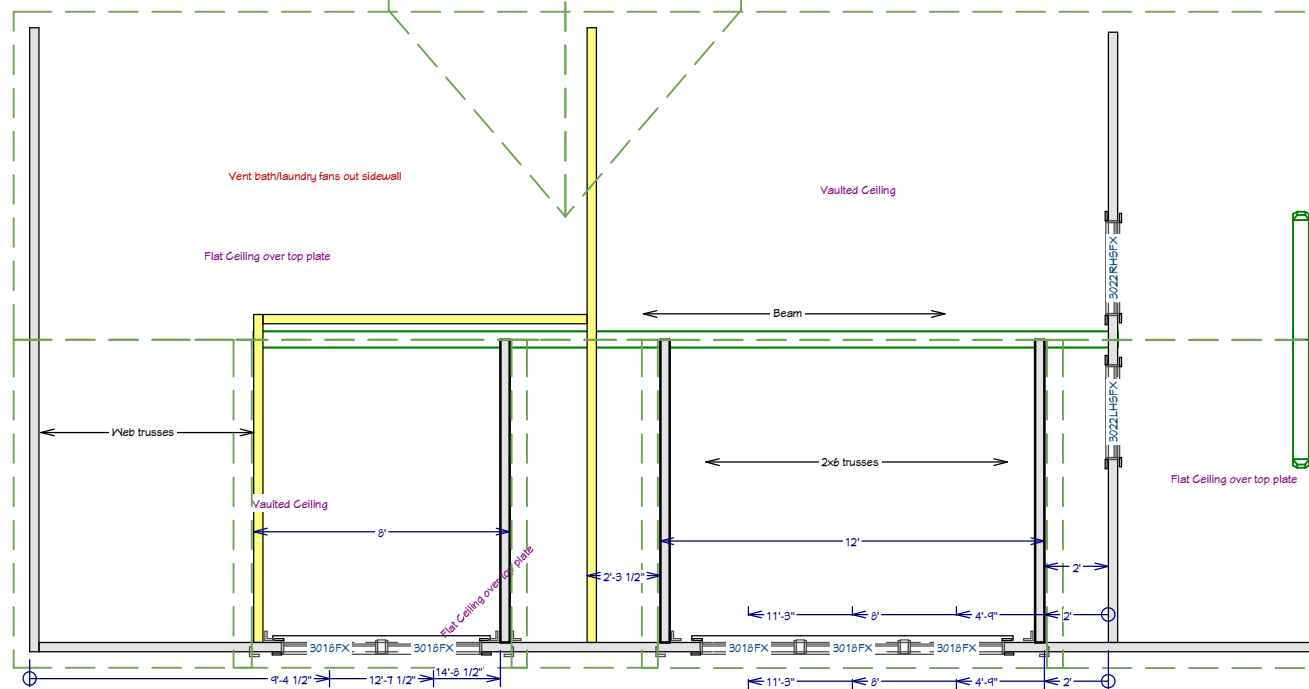 Vent bath/laundry fans out sidewall
Vaulted Ceiling
Flat Ceiling over top plate
3022RHSFX
Beam
3022LHSFX
Web trusses
2x6 trusses
Flat Ceiling over top plate
Vaulted Ceiling
8'
12'
Flat Ceiling over top plate
2'-3 1/2"
2'
11'-3"
8'
4'-9"
2'
3018FX
3018FX
3018FX
3018FX
3018FX
9'-4 1/2"
12'-7 1/2"
14'-8 1/2"
11'-3"
8'
4'-9"
2'